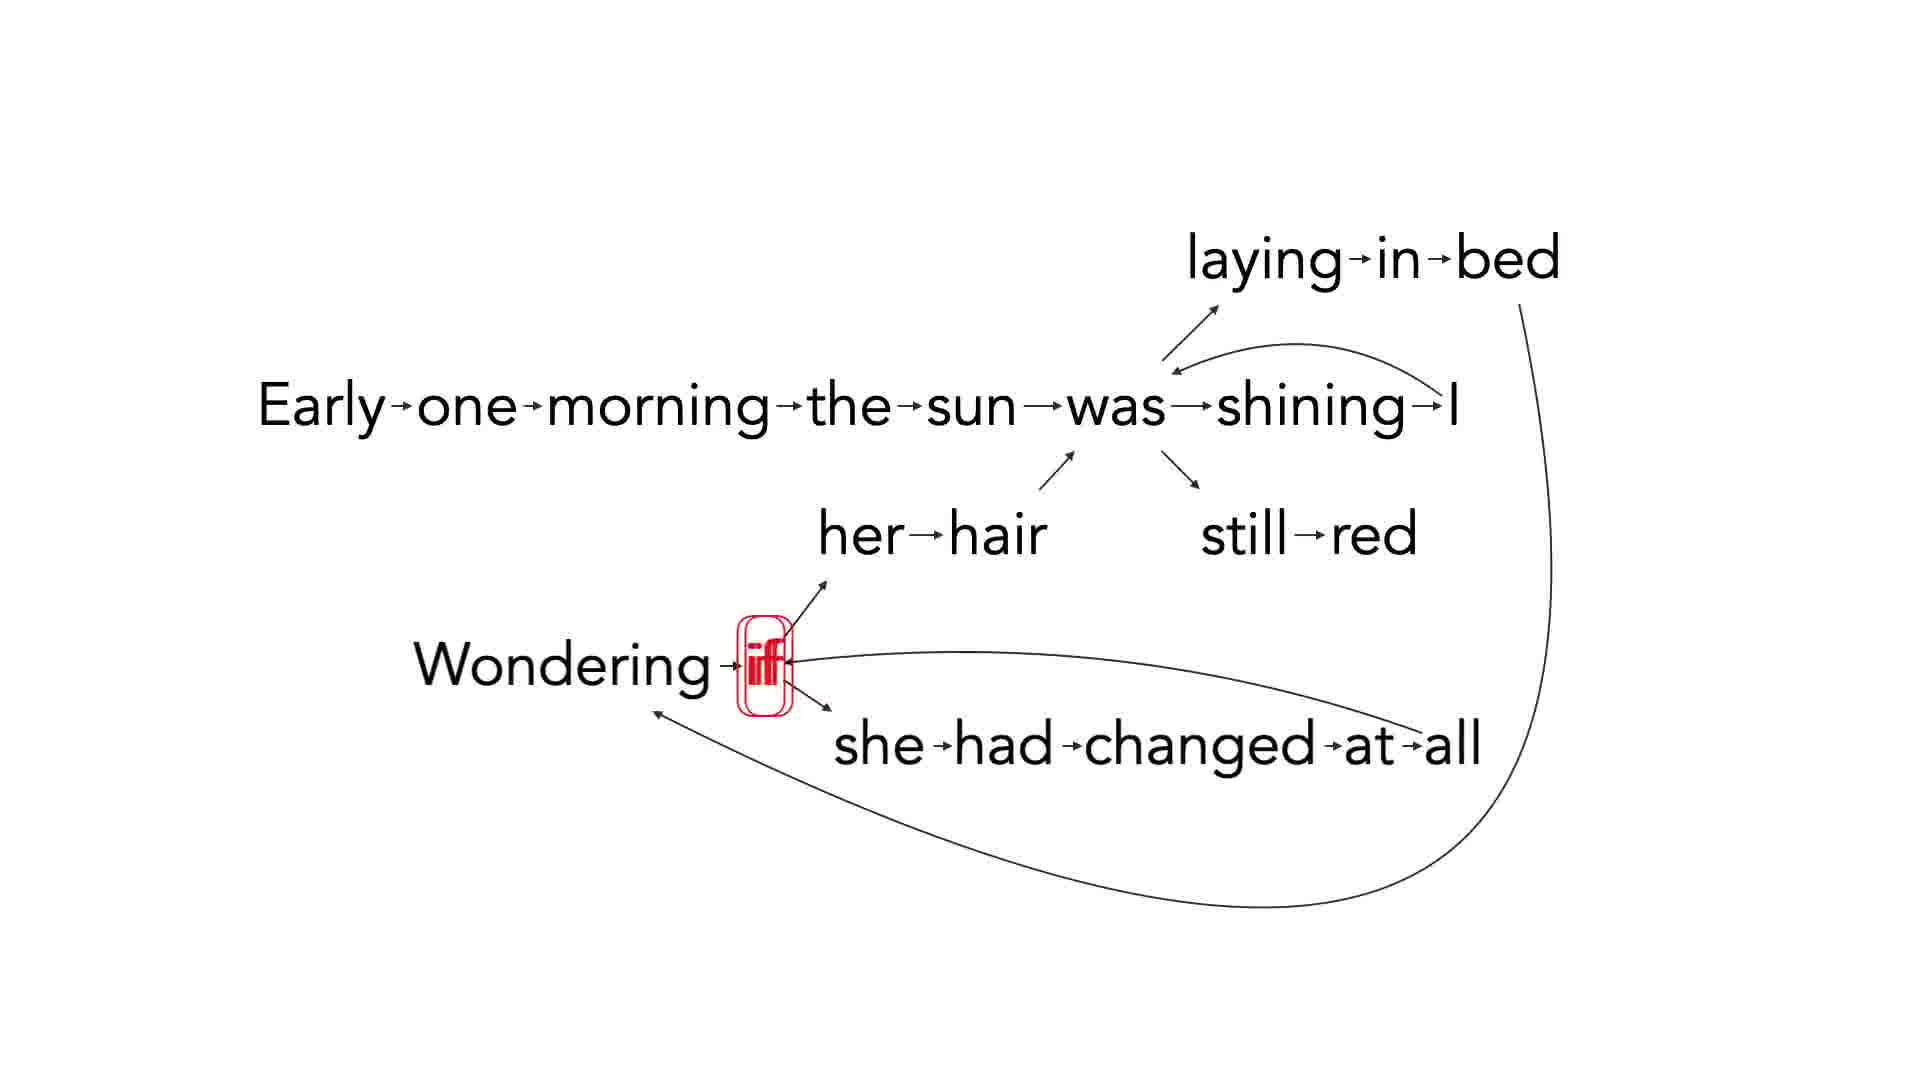 laying in bed
Early one morning the sun was shining I
her hair still red
Wondering if
she had changed at all